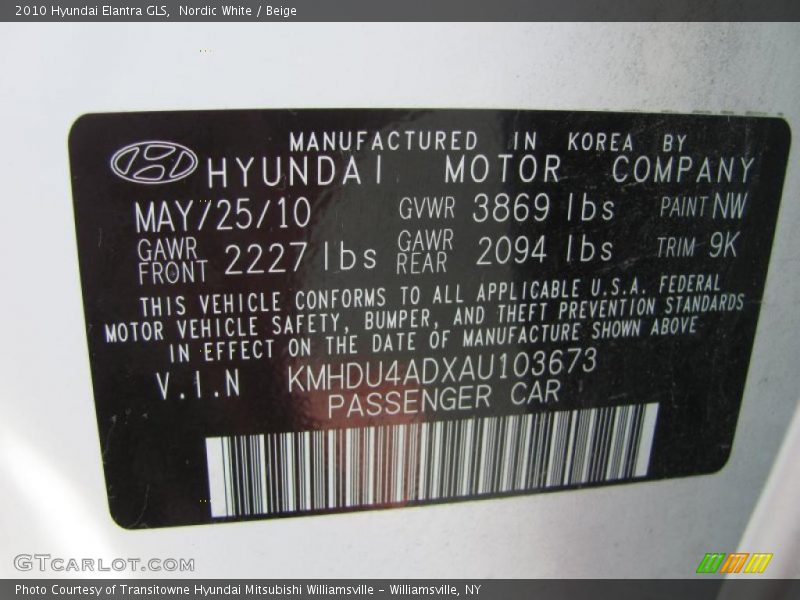 2010 Hyundai Elantra GLS,  Nordic White / Beige
MANUFACTURED IN KOREA BY
HYUNDAI MOTOR COMPANY
MAY/25/10 GVWR 3869 lbs PAINT NW
GAWR FRONT 2227 lbs GAWR REAR 2094 lbs TRIM 9K
THIS VEHICLE CONFORMS TO ALL APPLICABLE U.S.A. FEDERAL
MOTOR VEHICLE SAFETY, BUMPER, AND THEFT PREVENTION STANDARDS
IN EFFECT ON THE DATE OF MANUFACTURE SHOWN ABOVE
V.I.N KMHDU4ADXAU103673
PASSENGER CAR
GTCARLOT.COM
Photo Courtesy of Transitowne Hyundai Mitsubishi Williamsville - Williamsville, NY